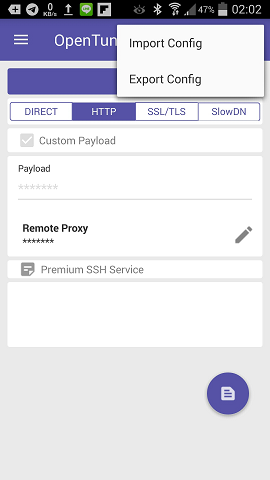 0
KB/s
47%
02:02
OpenTun
Import Config
Export Config
DIRECT
HTTP
SSL/TLS
SlowDN
Custom Payload
Payload
*******
Remote Proxy
*******
Premium SSH Service